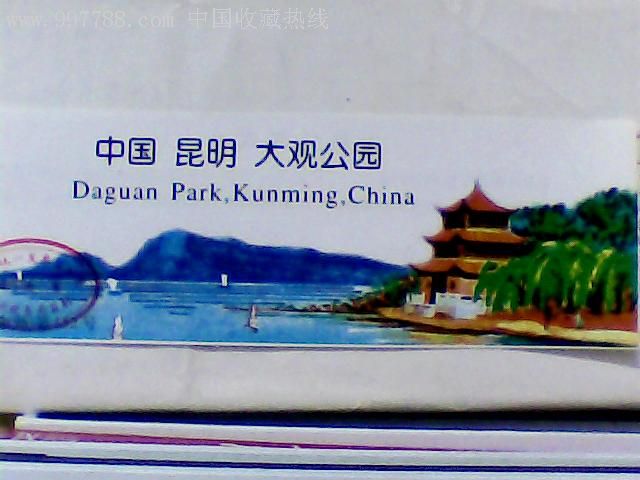 www.997788.com 中国收藏热线
中国 昆明 大观公园
Daguan Park,Kunming,China